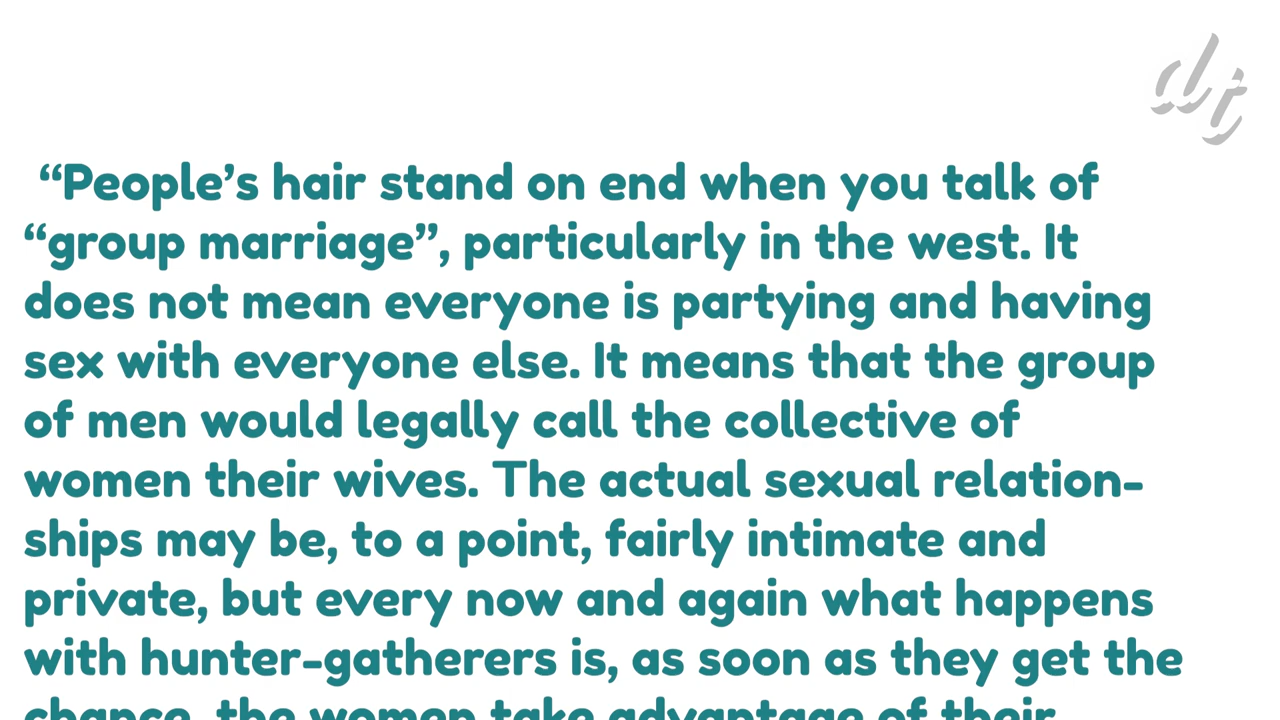 dt
“People’s hair stand on end when you talk of
“group marriage”, particularly in the west. It
does not mean everyone is partying and having
sex with everyone else. It means that the group
of men would legally call the collective of
women their wives. The actual sexual relation-
ships may be, to a point, fairly intimate and
private, but every now and again what happens
with hunter-gatherers is, as soon as they get the
chance, the women take advantage of their